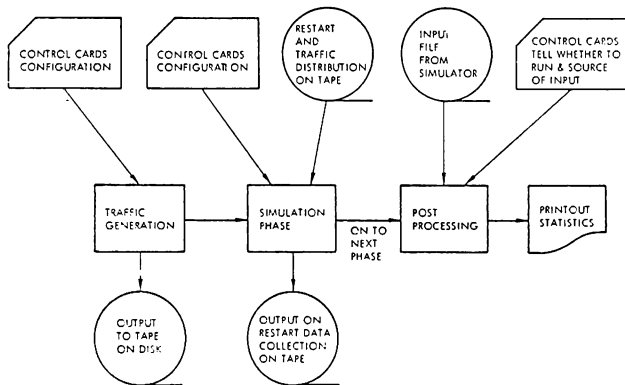 CONTROL CARDS
CONFIGURATION
CONTROL CARDS
CONFIGURATION
RESTART
AND
TRAFFIC
DISTRIBUTION
ON TAPE
INPUT
FILE
FROM
SIMULATOR
CONTROL CARDS
TELL WHETHER TO
RUN & SOURCE
OF INPUT
TRAFFIC
GENERATION
SIMULATION
PHASE
ON TO
NEXT
PHASE
POST
PROCESSING
PRINTOUT
STATISTICS
OUTPUT
TO TAPE
ON DISK
OUTPUT ON
RESTART DATA
COLLECTION
ON TAPE